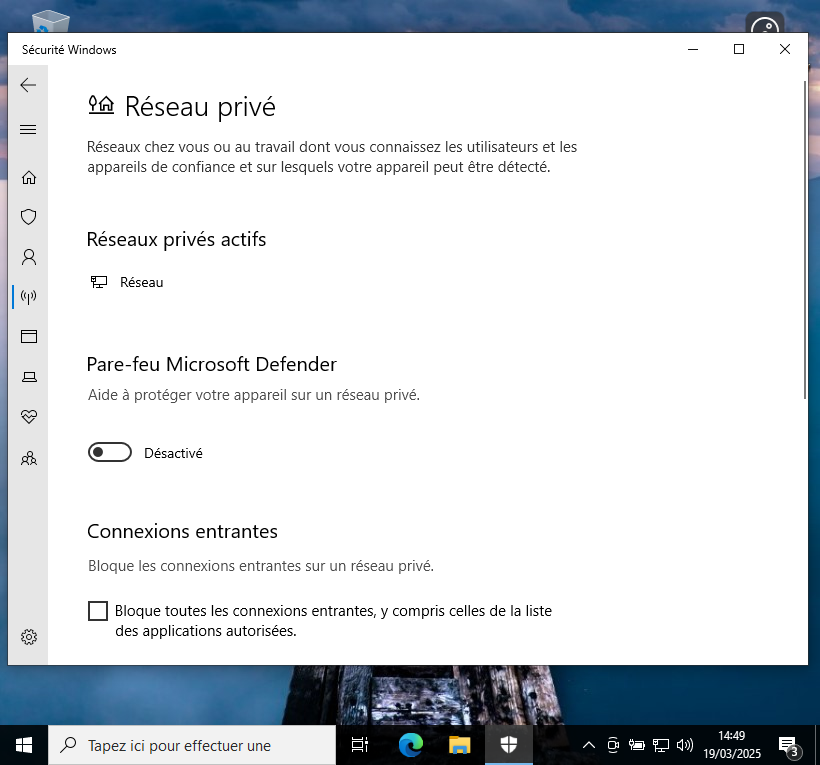 Sécurité Windows
Réseau privé
Réseaux chez vous ou au travail dont vous connaissez les utilisateurs et les
appareils de confiance et sur lesquels votre appareil peut être détecté.
Réseaux privés actifs
Réseau
Pare-feu Microsoft Defender
Aide à protéger votre appareil sur un réseau privé.
Désactivé
Connexions entrantes
Bloque les connexions entrantes sur un réseau privé.
Bloque toutes les connexions entrantes, y compris celles de la liste
des applications autorisées.
Tapez ici pour effectuer une
14:49
19/03/2025
3